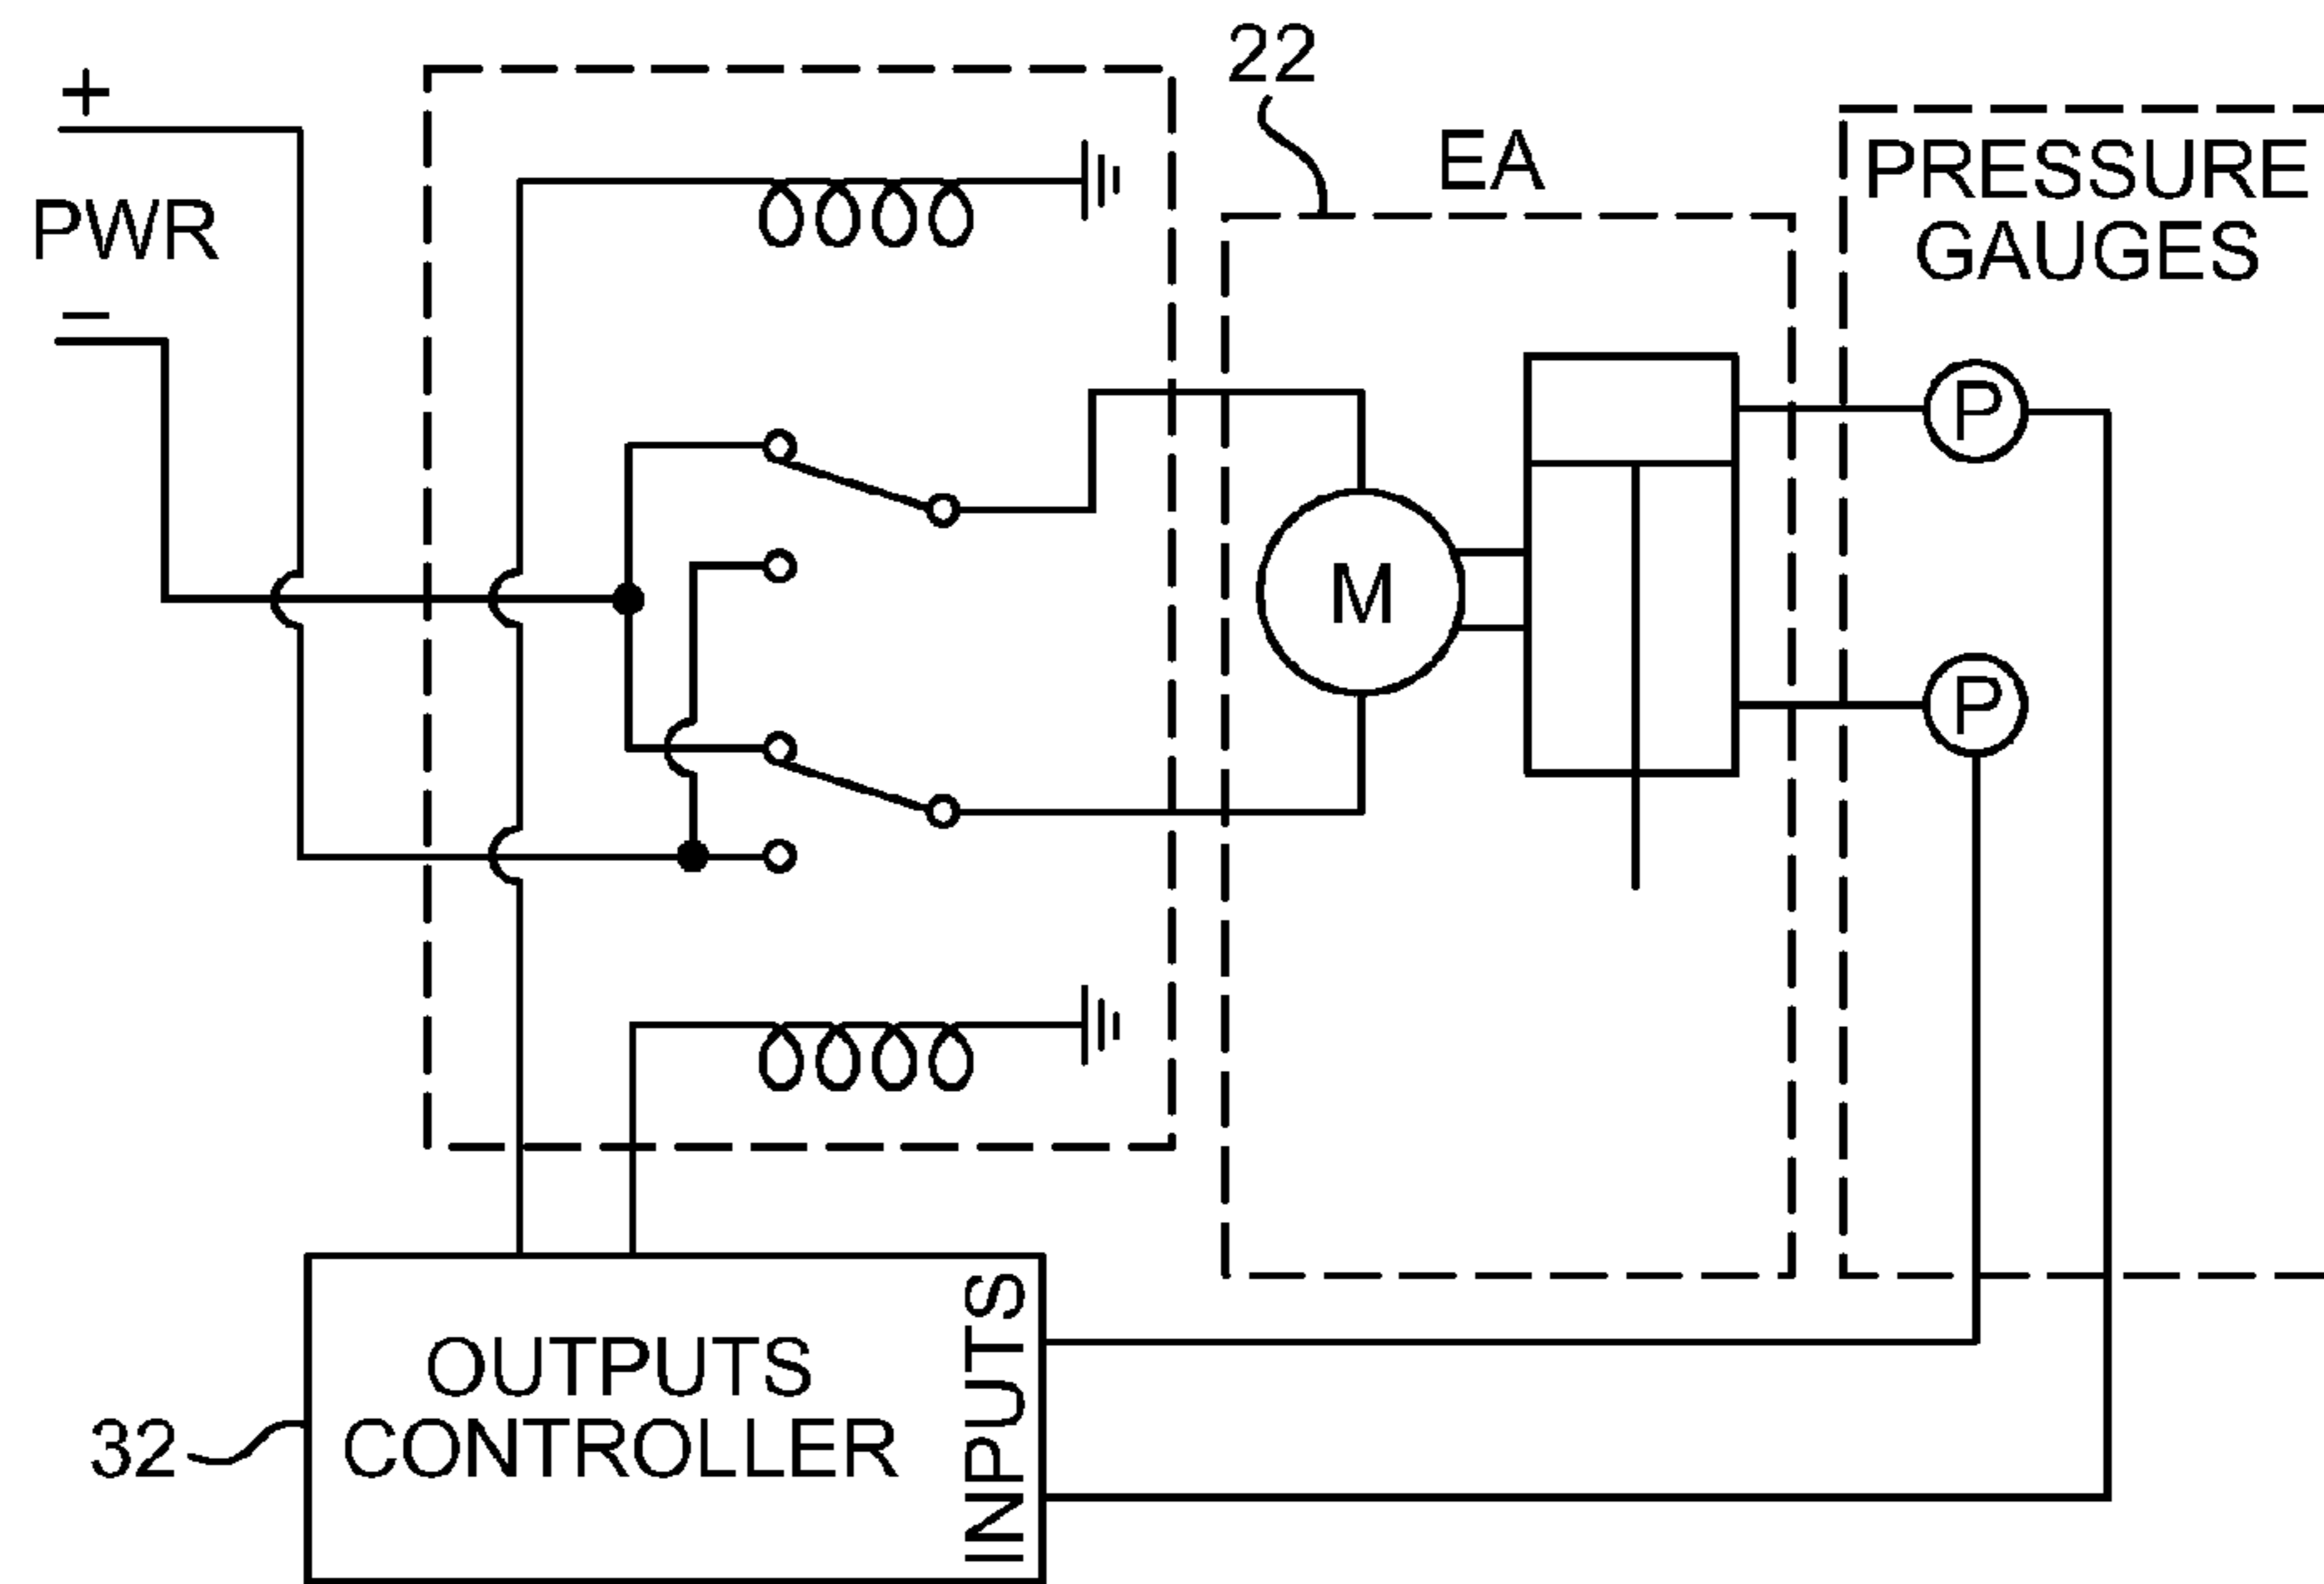 +
PWR
−
22
EA
PRESSURE
GAUGES
P
M
P
OUTPUTS
CONTROLLER
INPUTS
32